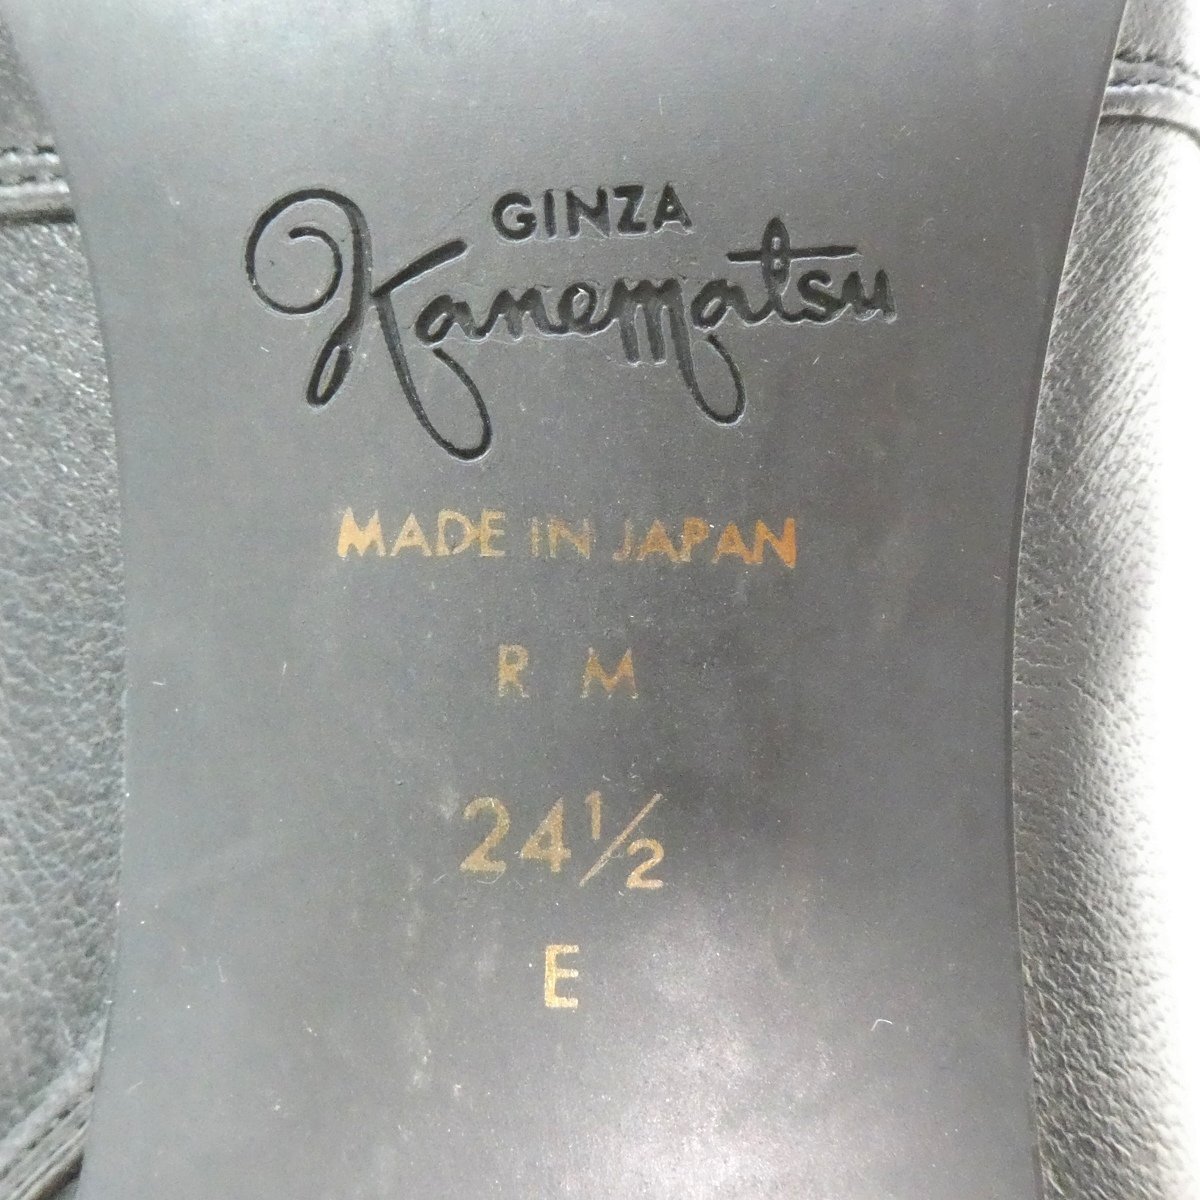 GINZA
Kanematsu
MADE IN JAPAN
R M
24½
E